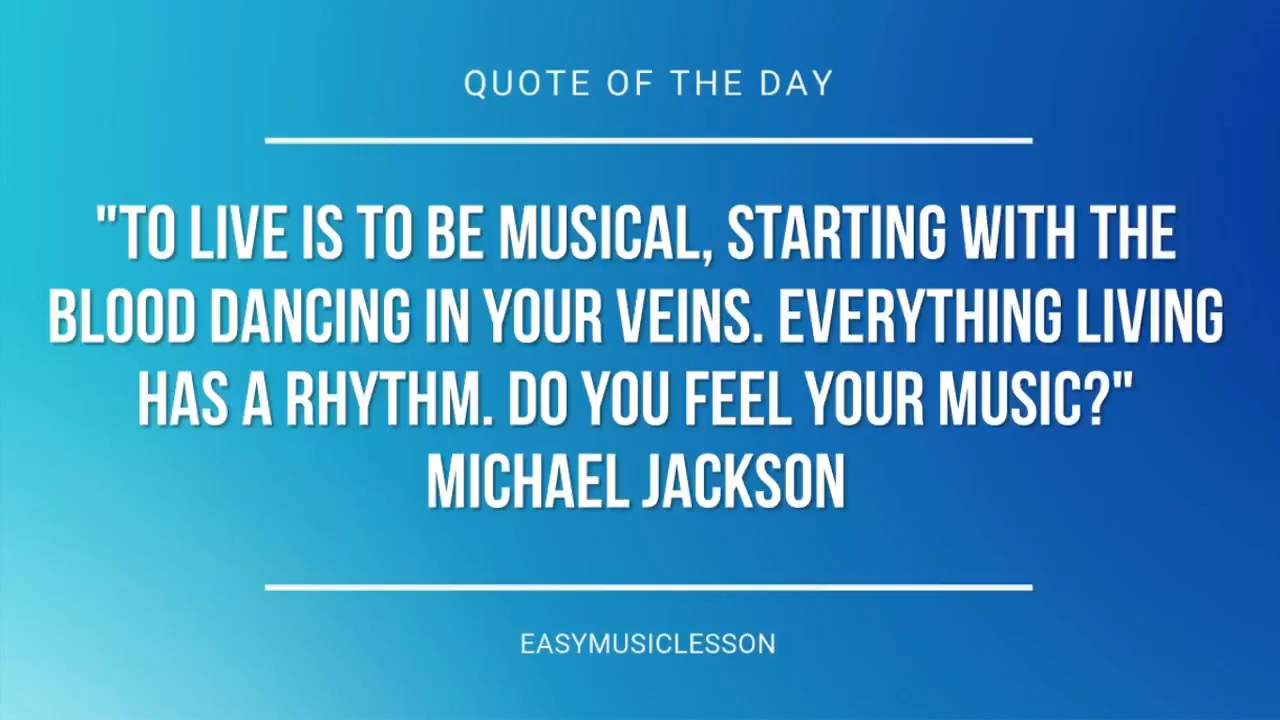 QUOTE OF THE DAY
"TO LIVE IS TO BE MUSICAL, STARTING WITH THE
BLOOD DANCING IN YOUR VEINS. EVERYTHING LIVING
HAS A RHYTHM. DO YOU FEEL YOUR MUSIC?"
MICHAEL JACKSON
EASYMUSICLESSON